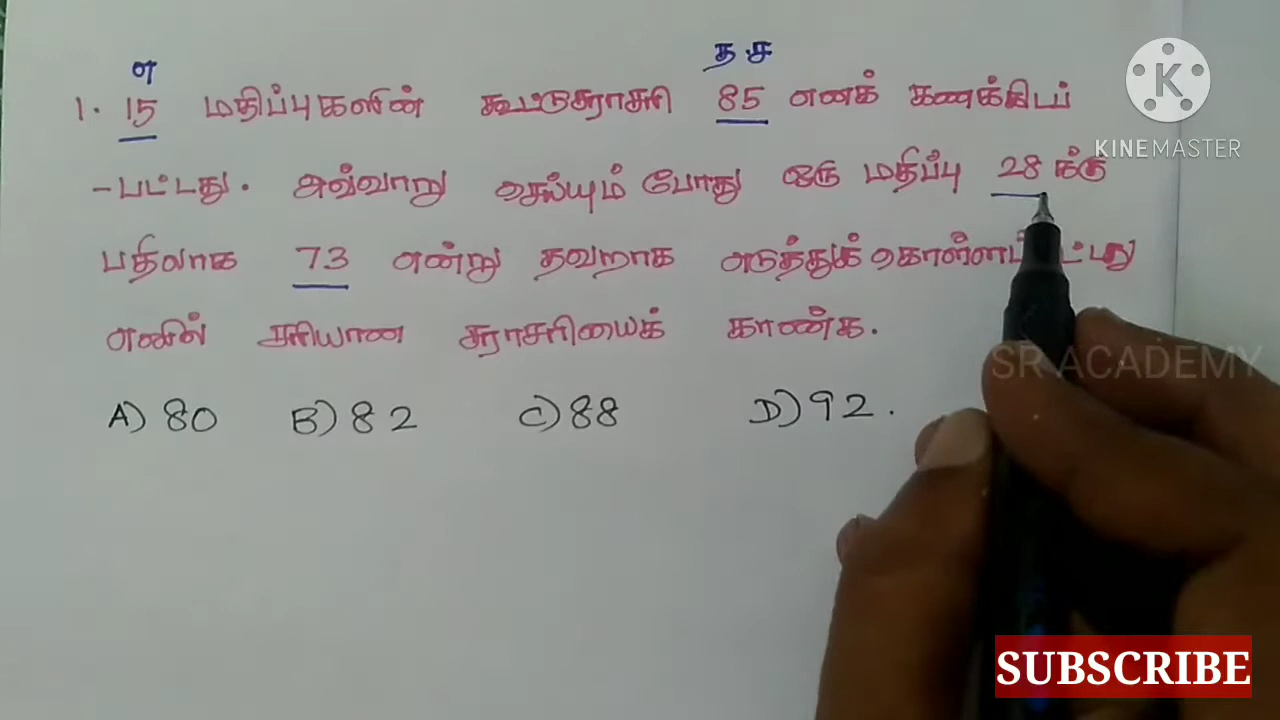 எ த.ச
1. 15 மதிப்புகளின் கூட்டுசராசரி 85 எனக் கணக்கிடப்
-பட்டது. அவ்வாறு செய்யும் போது ஒரு மதிப்பு 28 க்கு
பதிலாக 73 என்று தவறாக எடுத்துக் கொள்ளப்பட்டது
எனில் சரியான சராசரியைக் காண்க.
A) 80 B) 82 C) 88 D) 92.
K
KINEMASTER
SR ACADEMY
SUBSCRIBE